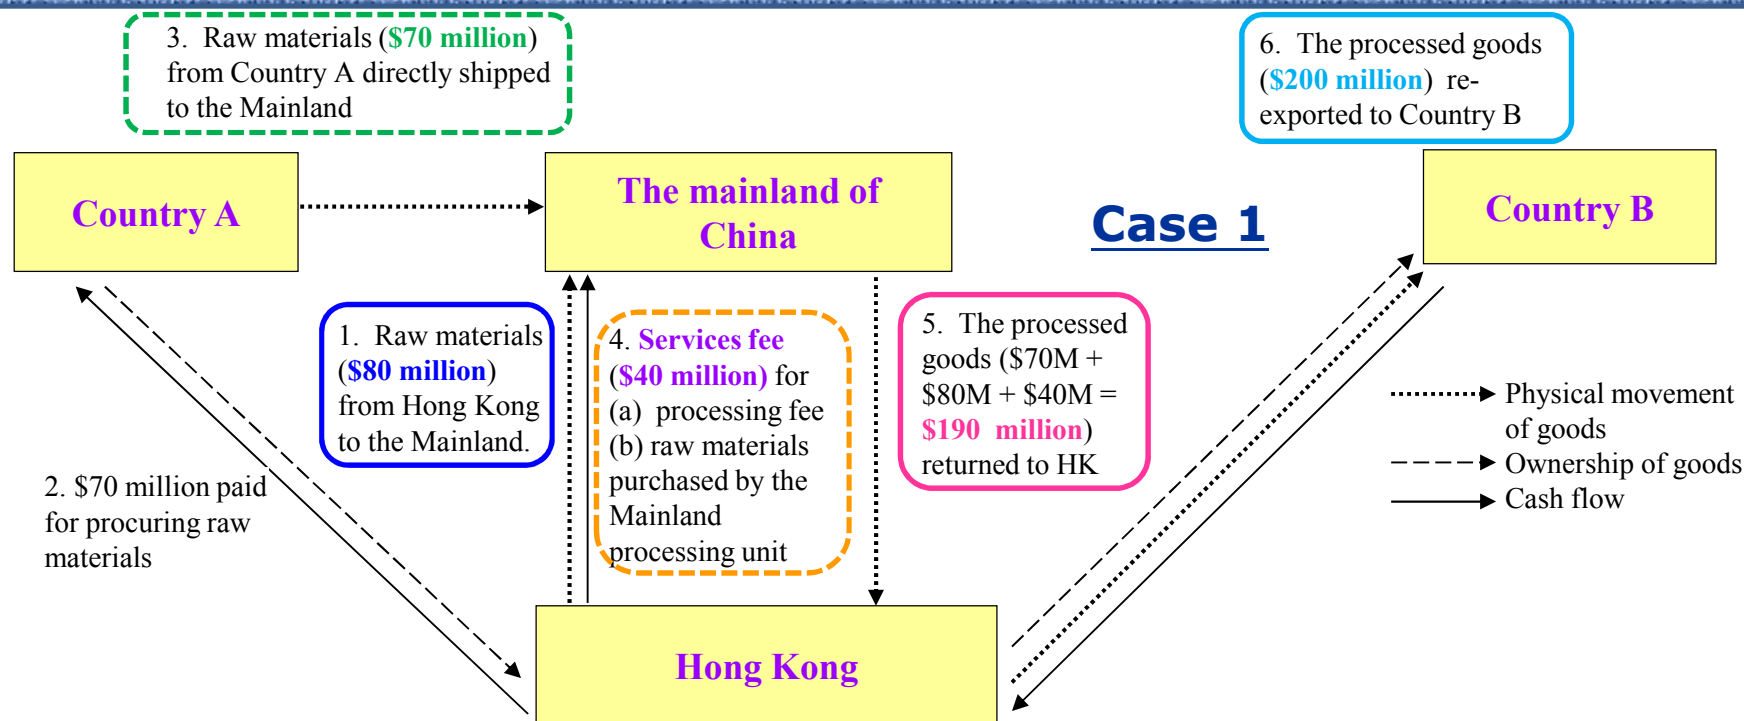 3. Raw materials ($70 million)
from Country A directly shipped
to the Mainland
6. The processed goods
($200 million) re-
exported to Country B
Country A
The mainland of
China
Case 1
Country B
1. Raw materials
($80 million)
from Hong Kong
to the Mainland.
4. Services fee
($40 million) for
(a) processing fee
(b) raw materials
purchased by the
Mainland
processing unit
5. The processed
goods ($70M +
$80M + $40M =
$190 million)
returned to HK
Physical movement
of goods
Ownership of goods
Cash flow
2. $70 million paid
for procuring raw
materials
Hong Kong